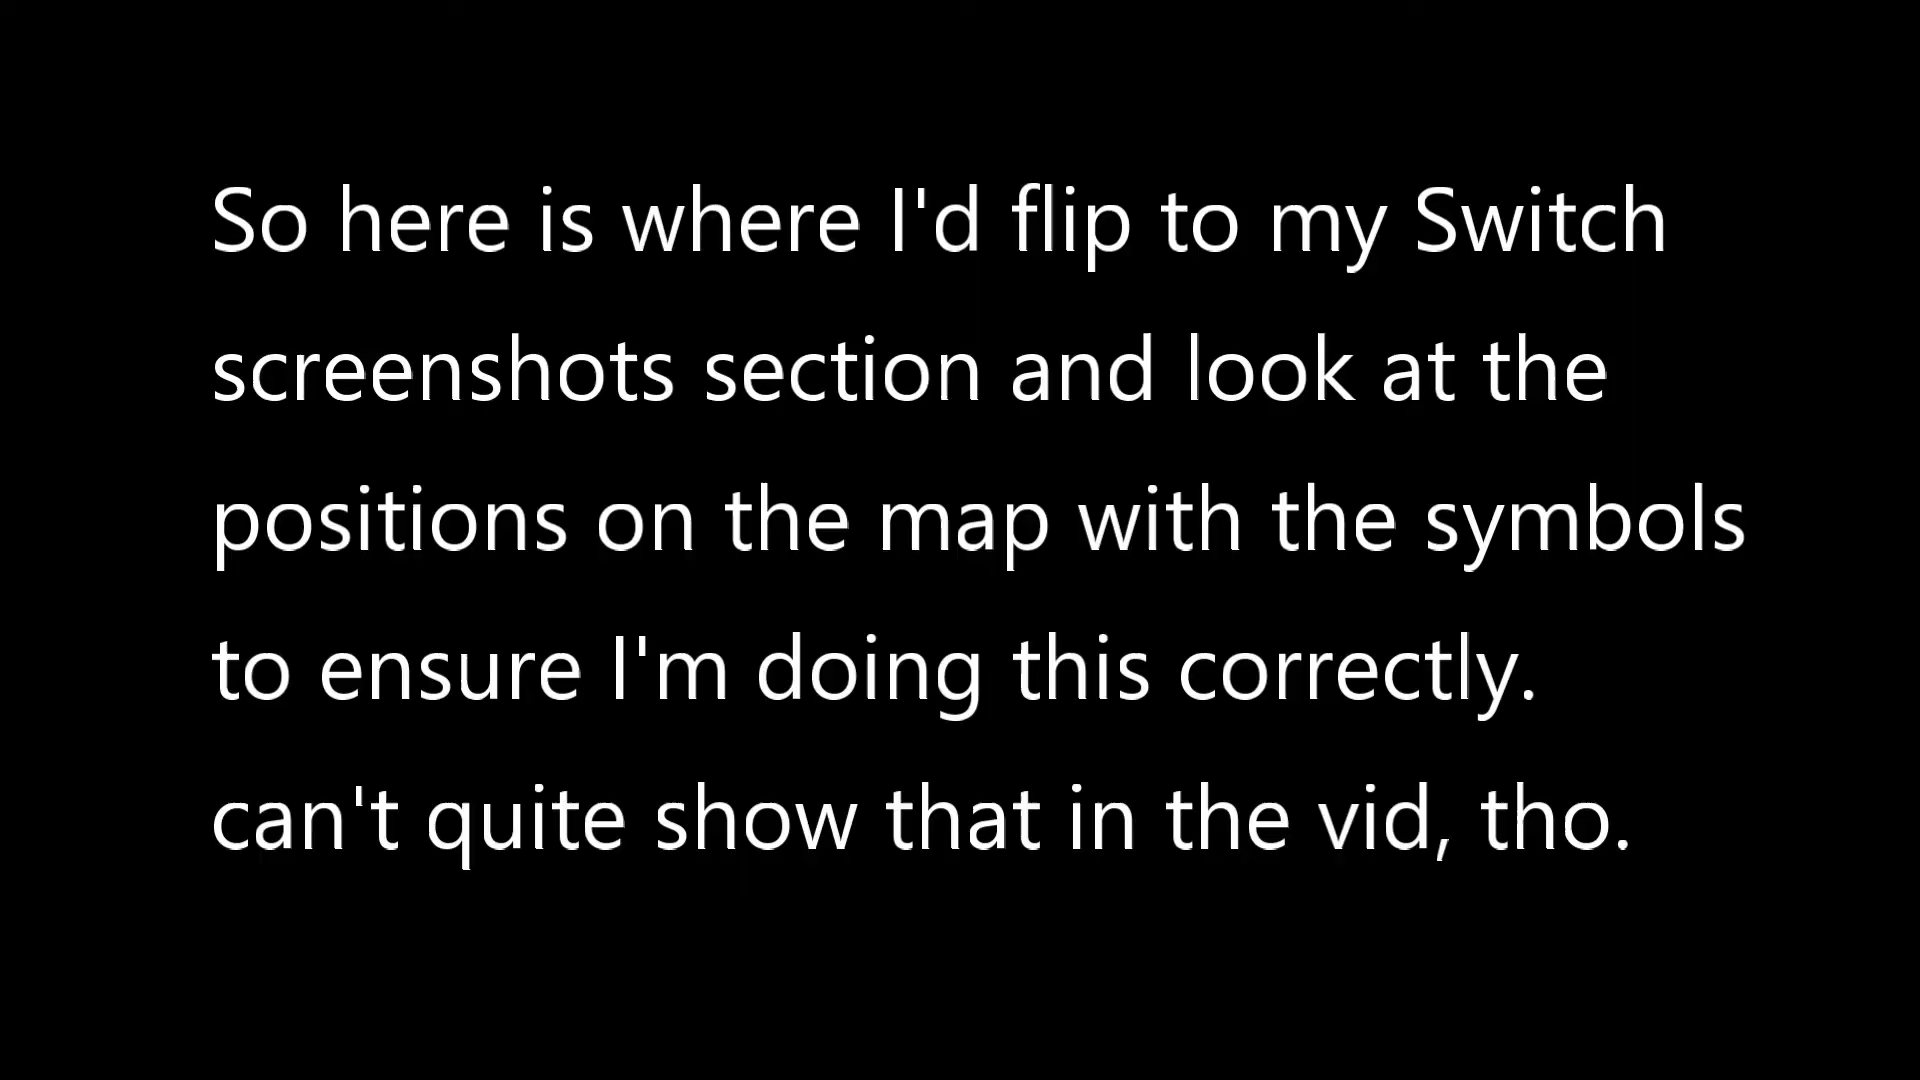 So here is where I'd flip to my Switch
screenshots section and look at the
positions on the map with the symbols
to ensure I'm doing this correctly.
can't quite show that in the vid, tho.